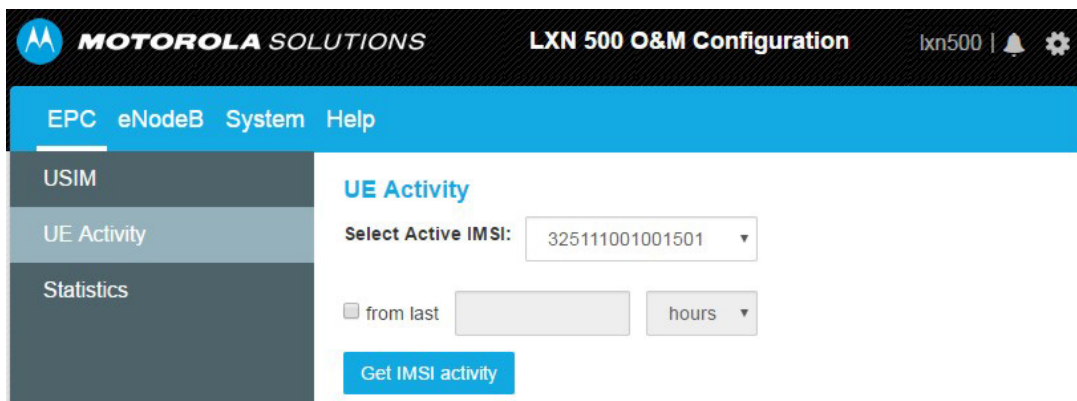 MOTOROLA SOLUTIONS LXN 500 O&M Configuration lxn500 |
EPC eNodeB System Help
USIM
UE Activity
Statistics
UE Activity
Select Active IMSI: 325111001001501
from last hours
Get IMSI activity